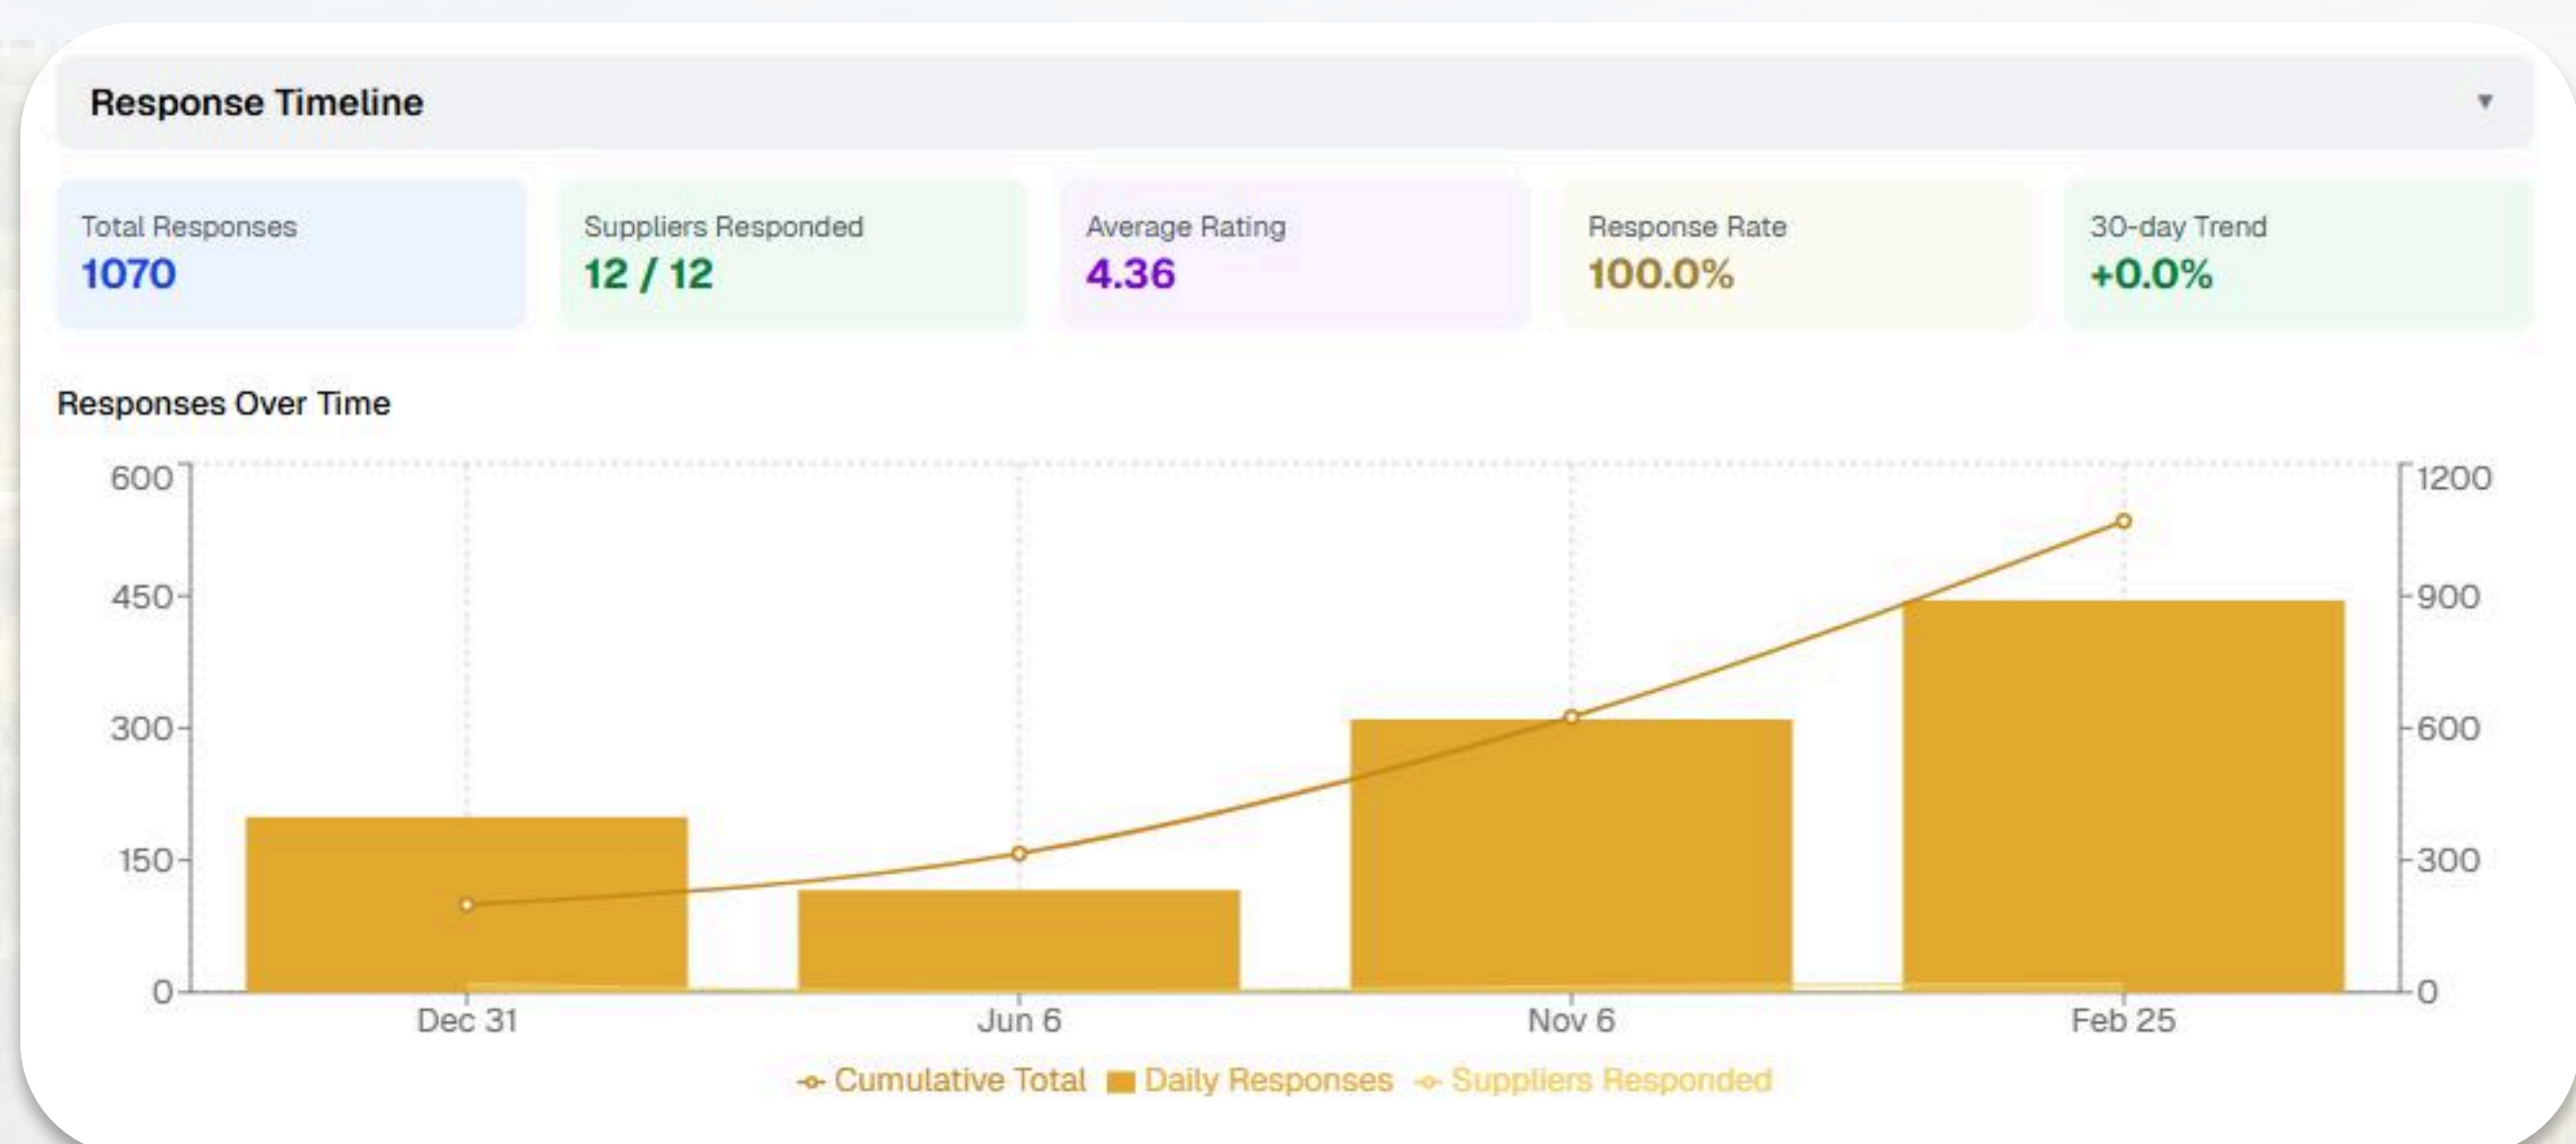 Response Timeline ▼
Total Responses
1070
Suppliers Responded
12 / 12
Average Rating
4.36
Response Rate
100.0%
30-day Trend
+0.0%
Responses Over Time
600
450
300
150
0
1200
900
600
300
0
Dec 31 Jun 6 Nov 6 Feb 25
Cumulative Total Daily Responses Suppliers Responded